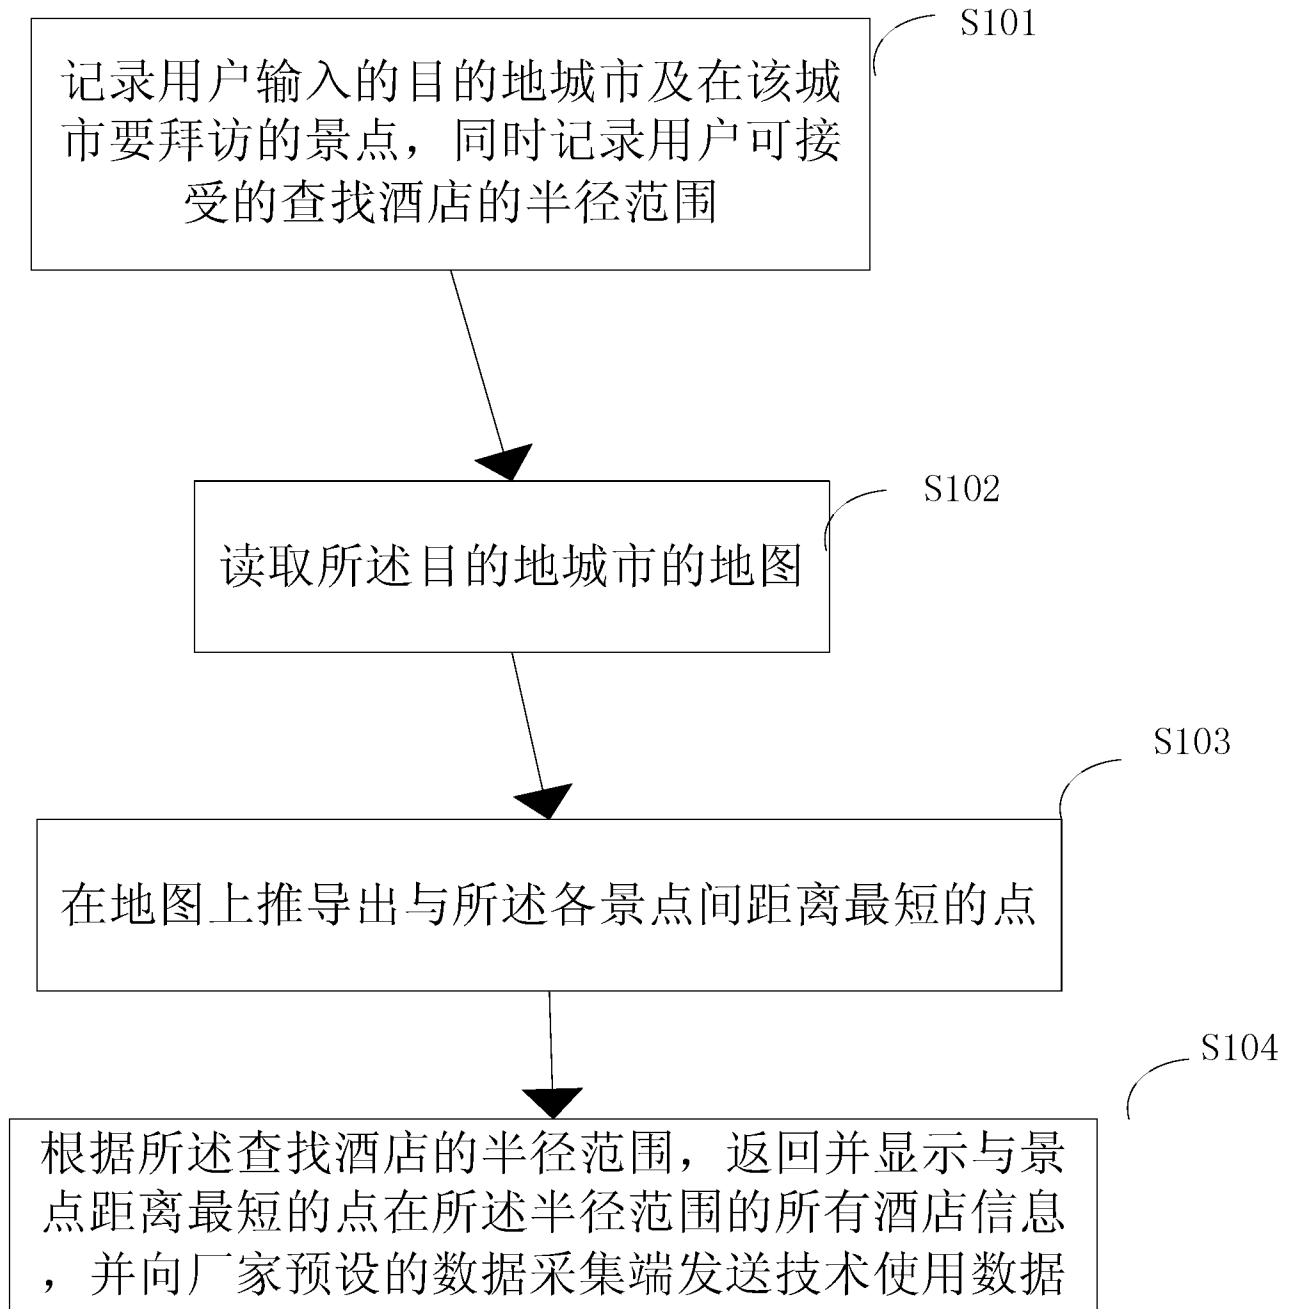 S101
记录用户输入的目的地城市及在该城
市要拜访的景点，同时记录用户可接
受的查找酒店的半径范围
S102
读取所述目的地城市的地图
S103
在地图上推导出与所述各景点间距离最短的点
S104
根据所述查找酒店的半径范围，返回并显示与景
点距离最短的点在所述半径范围的所有酒店信息
，并向厂家预设的数据采集端发送技术使用数据